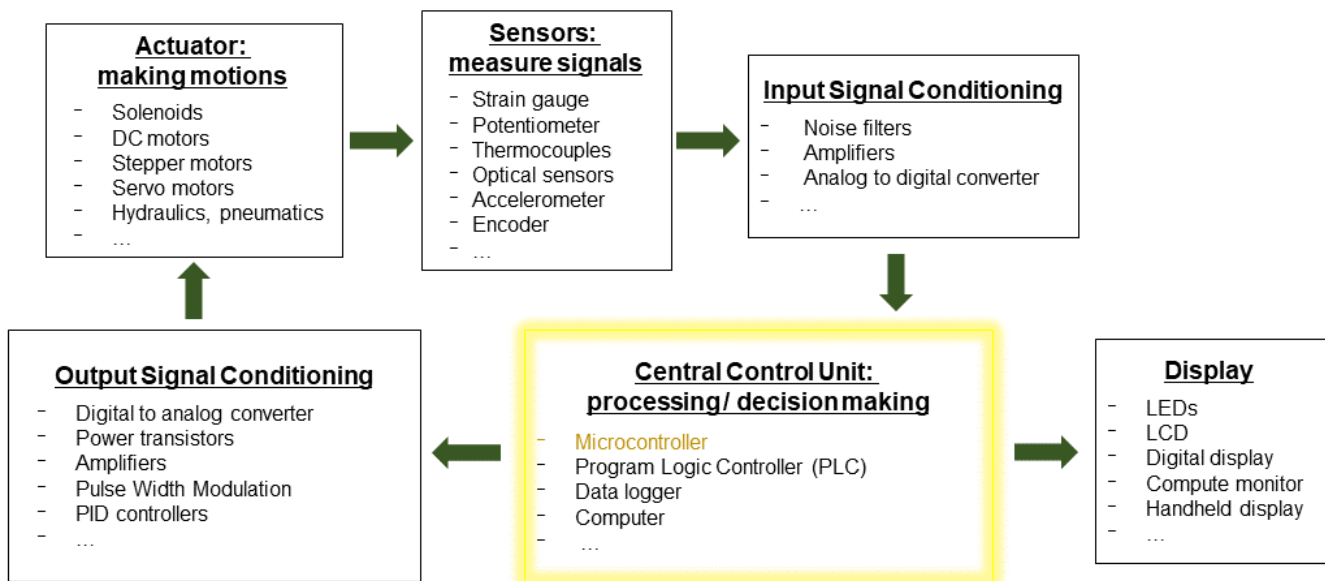 Actuator:
making motions
- Solenoids
- DC motors
- Stepper motors
- Servo motors
- Hydraulics, pneumatics
- ...
Sensors:
measure signals
- Strain gauge
- Potentiometer
- Thermocouples
- Optical sensors
- Accelerometer
- Encoder
- ...
Input Signal Conditioning
- Noise filters
- Amplifiers
- Analog to digital converter
- ...
Output Signal Conditioning
- Digital to analog converter
- Power transistors
- Amplifiers
- Pulse Width Modulation
- PID controllers
- ...
Central Control Unit:
processing / decision making
- Microcontroller
- Program Logic Controller (PLC)
- Data logger
- Computer
- ...
Display
- LEDs
- LCD
- Digital display
- Compute monitor
- Handheld display
- ...